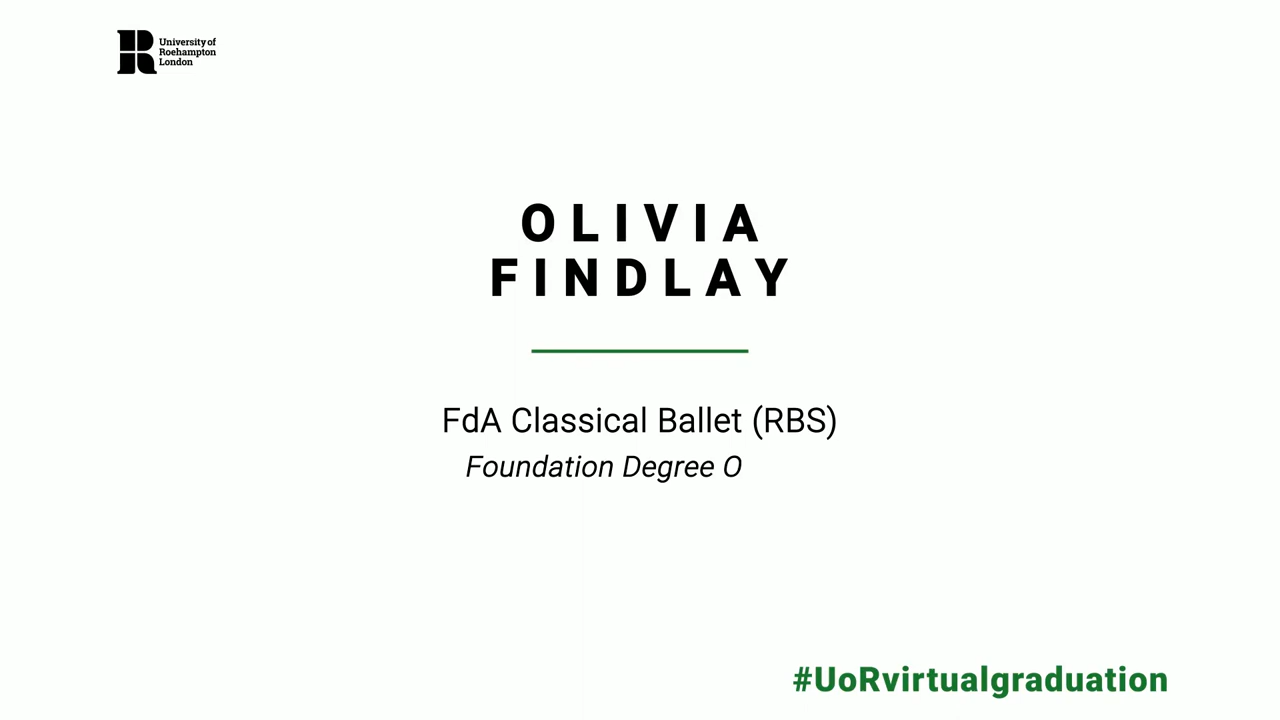 University of
Roehampton
London
OLIVIA
FINDLAY
FdA Classical Ballet (RBS)
Foundation Degree O
#UoRvirtualgraduation